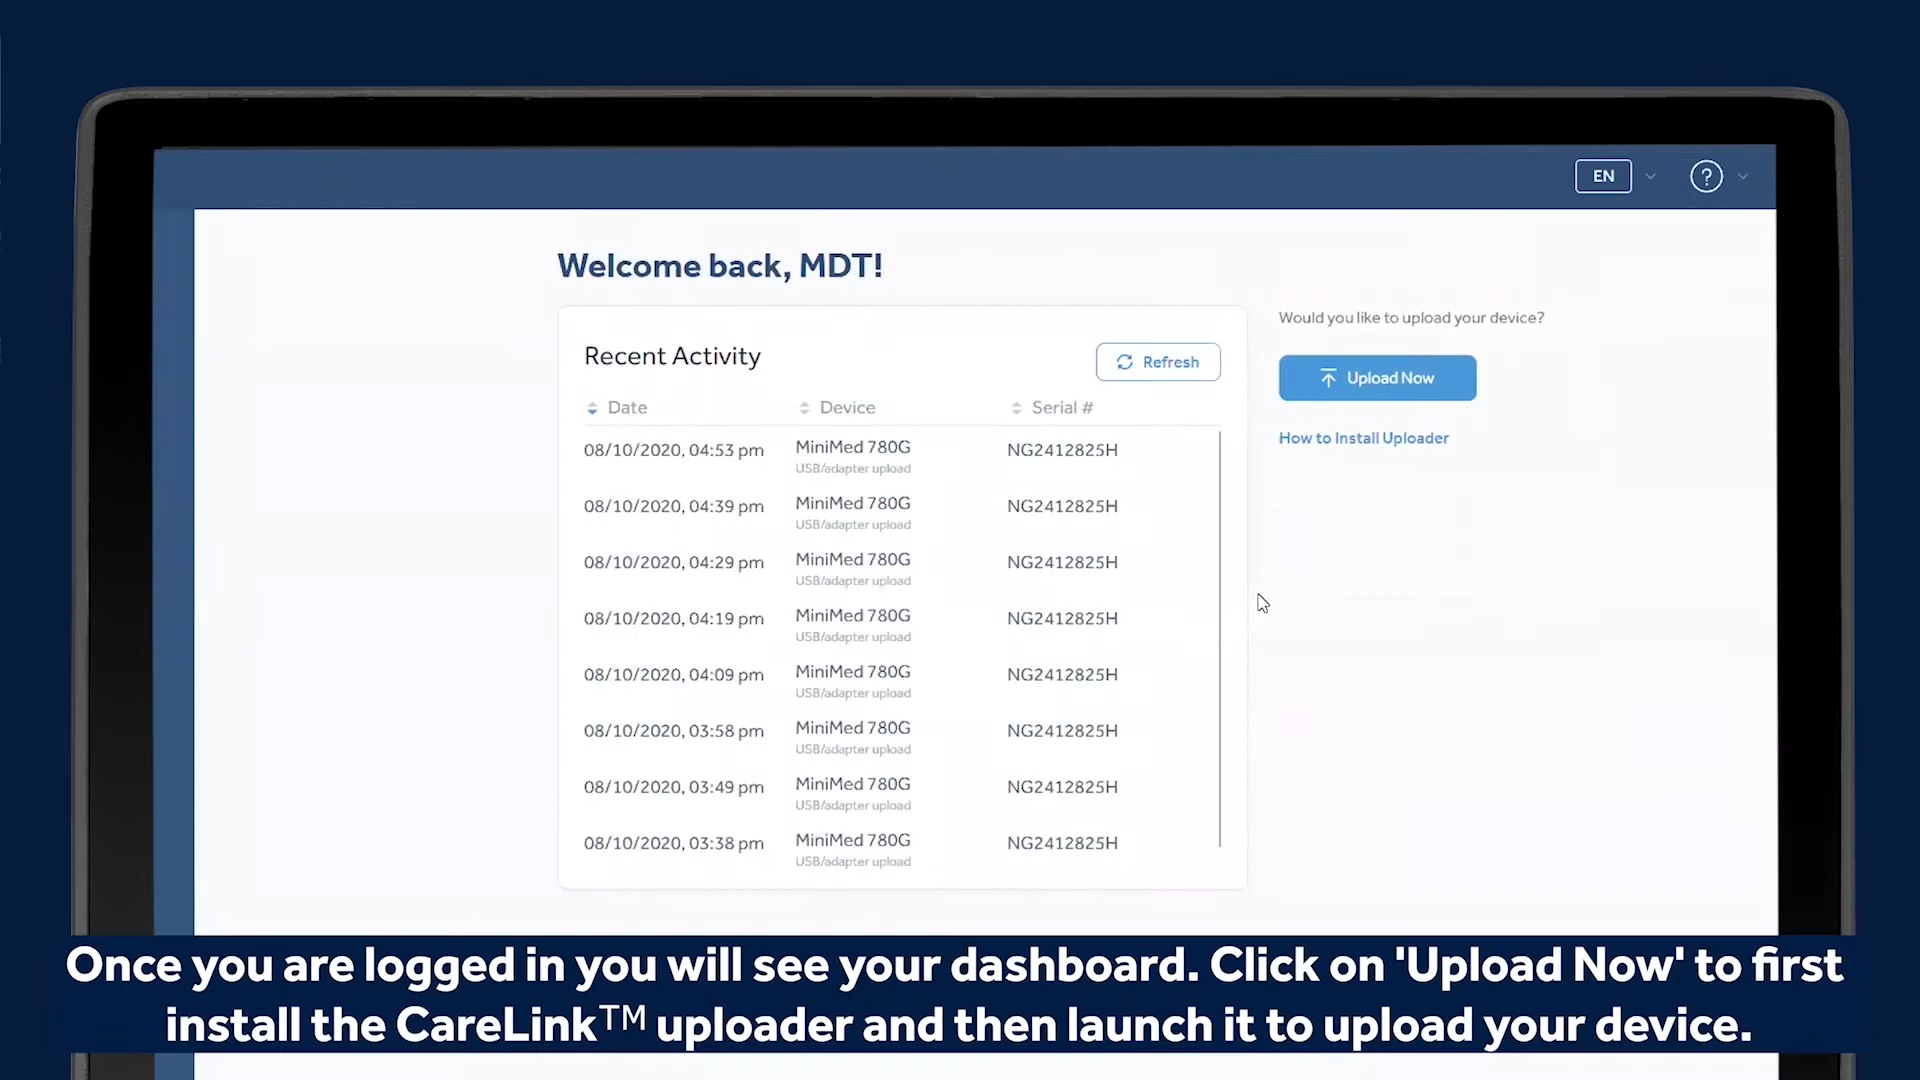 EN
?
Welcome back, MDT!
Would you like to upload your device?
Recent Activity
Refresh
Upload Now
Date Device Serial #
How to Install Uploader
08/10/2020, 04:53 pm MiniMed 780G NG2412825H
USB/adapter upload
08/10/2020, 04:39 pm MiniMed 780G NG2412825H
USB/adapter upload
08/10/2020, 04:29 pm MiniMed 780G NG2412825H
USB/adapter upload
08/10/2020, 04:19 pm MiniMed 780G NG2412825H
USB/adapter upload
08/10/2020, 04:09 pm MiniMed 780G NG2412825H
USB/adapter upload
08/10/2020, 03:58 pm MiniMed 780G NG2412825H
USB/adapter upload
08/10/2020, 03:49 pm MiniMed 780G NG2412825H
USB/adapter upload
08/10/2020, 03:38 pm MiniMed 780G NG2412825H
USB/adapter upload
Once you are logged in you will see your dashboard. Click on 'Upload Now' to first
install the CareLink™ uploader and then launch it to upload your device.